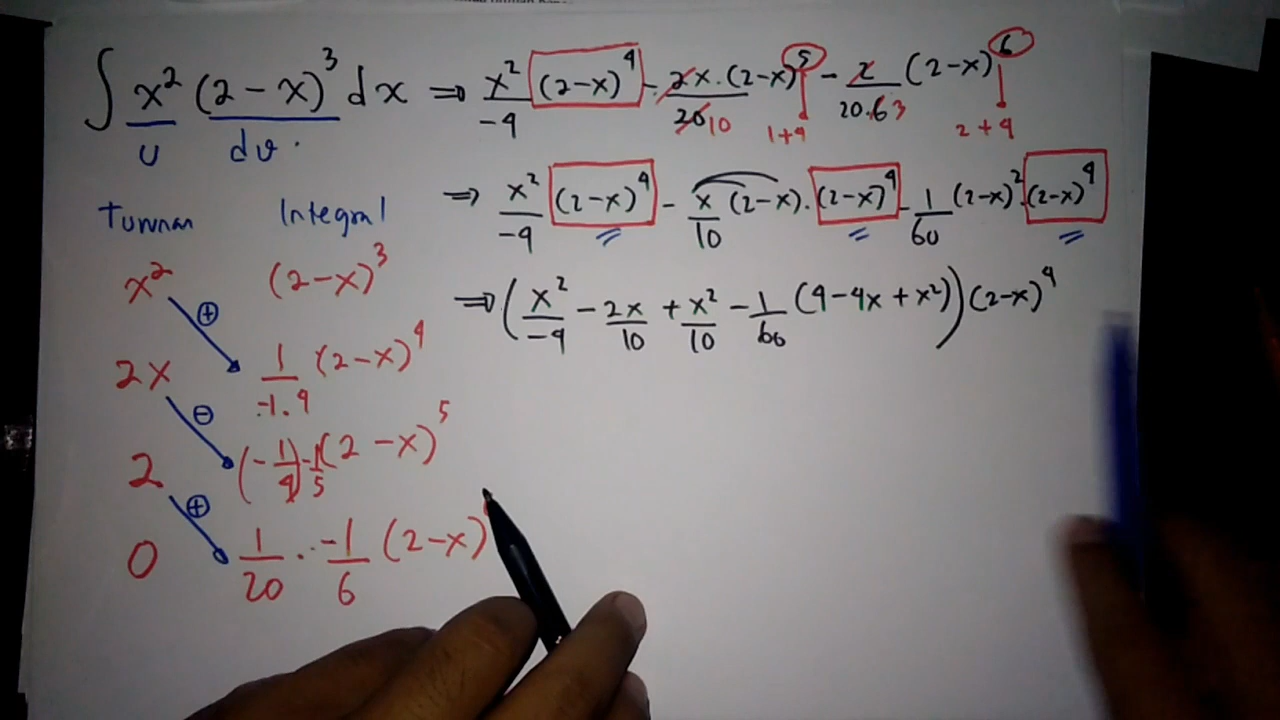 ∫ x² (2 - x)³ dx ⇒ x²/-4 (2-x)⁴ - 2x/20 10 · (2-x)⁵ - 2/20.6 3 (2-x)⁶
U dv
1+4 2+4
⇒ x²/-4 (2-x)⁴ - x/10 (2-x) · (2-x)⁴ - 1/60 (2-x)² · (2-x)⁴
Turunan Integral
x² (2-x)³
⇒ (x²/-4 - 2x/10 + x²/10 - 1/60 (4-4x+x²)) (2-x)⁴
⊕
2x 1/-1.4 (2-x)⁴
⊖
2 (-1/4) -1/5 (2-x)⁵
⊕
0 1/20 · -1/6 (2-x)